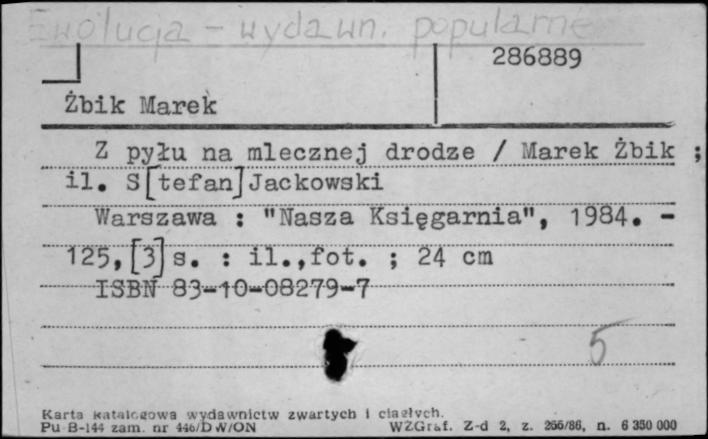 Ewolucja - wydawn. popularne
286889
Żbik Marek
Z pyłu na mlecznej drodze / Marek Żbik ;
il. S[tefan]Jackowski
Warszawa : "Nasza Księgarnia", 1984. -
125,[3]s. : il.,fot. ; 24 cm
ISBN 83-10-08279-7
5
Karta katalogowa wydawnictw zwartych i ciągłych.
Pu B-144 zam. nr 446/DW/ON WZGraf. Z-d 2, z. 266/86, n. 6 350 000